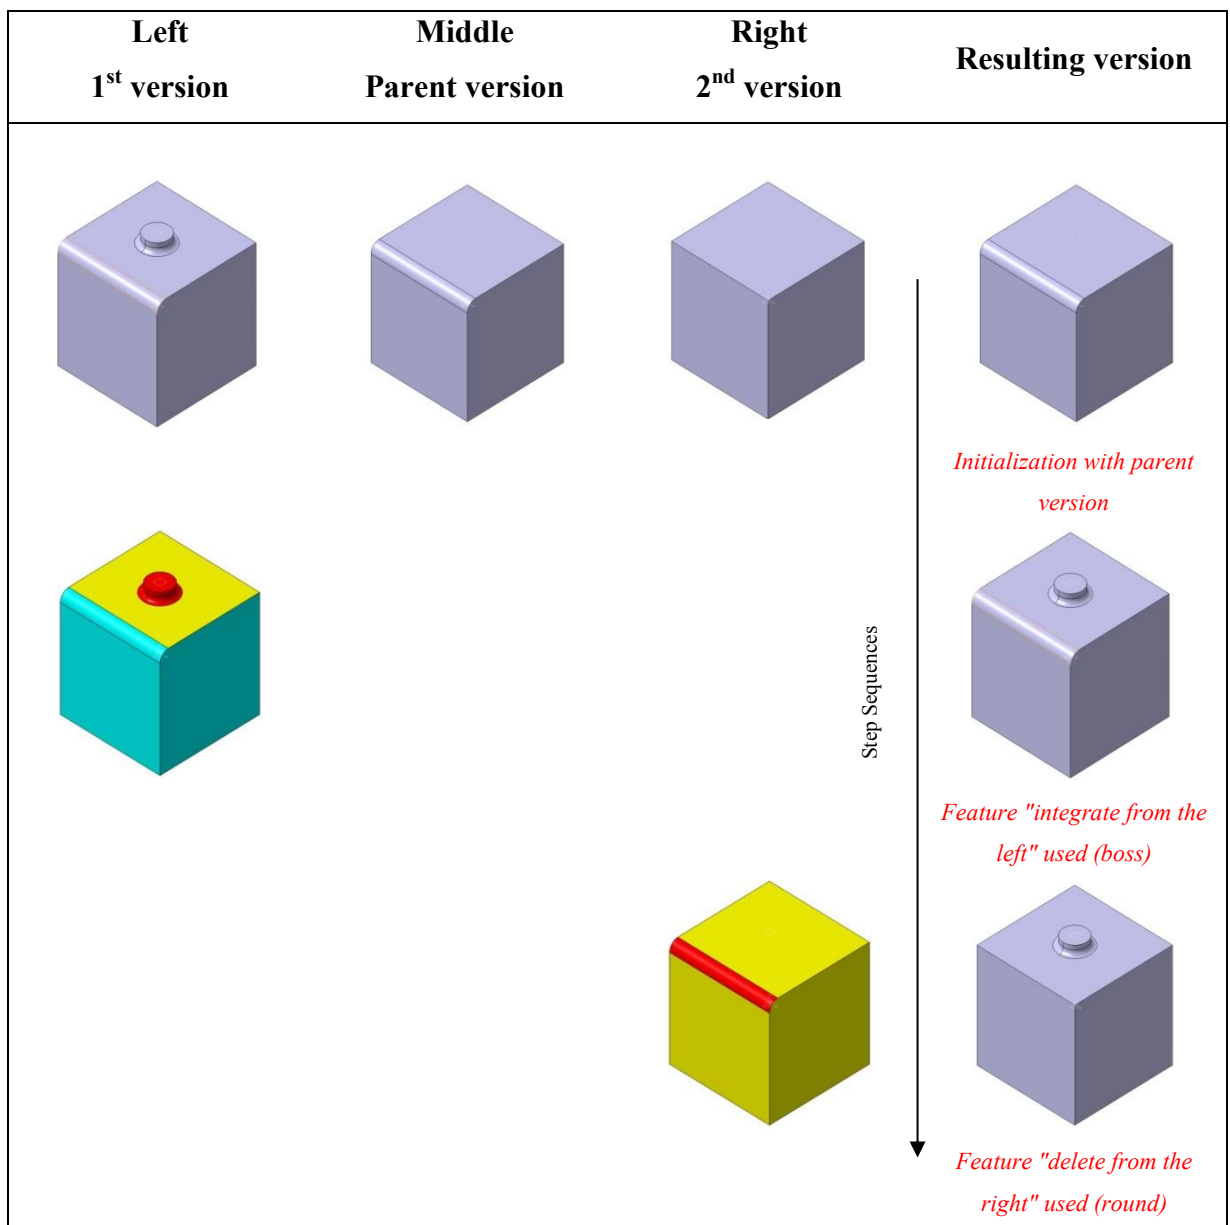 Left
1st version
Middle
Parent version
Right
2nd version
Resulting version
Initialization with parent
version
Step Sequences
Feature "integrate from the
left" used (boss)
Feature "delete from the
right" used (round)